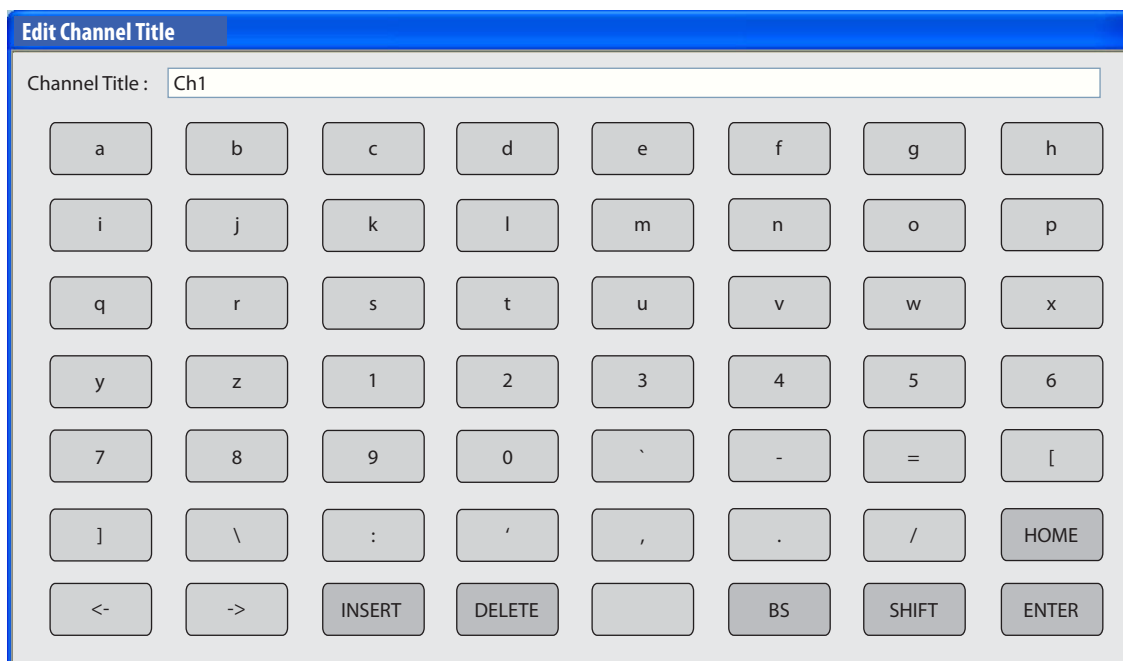 Edit Channel Title
Channel Title : Ch1
a b c d e f g h
i j k l m n o p
q r s t u v w x
y z 1 2 3 4 5 6
7 8 9 0 ` - = [
] \ : ‘ , . / HOME
<- -> INSERT DELETE BS SHIFT ENTER